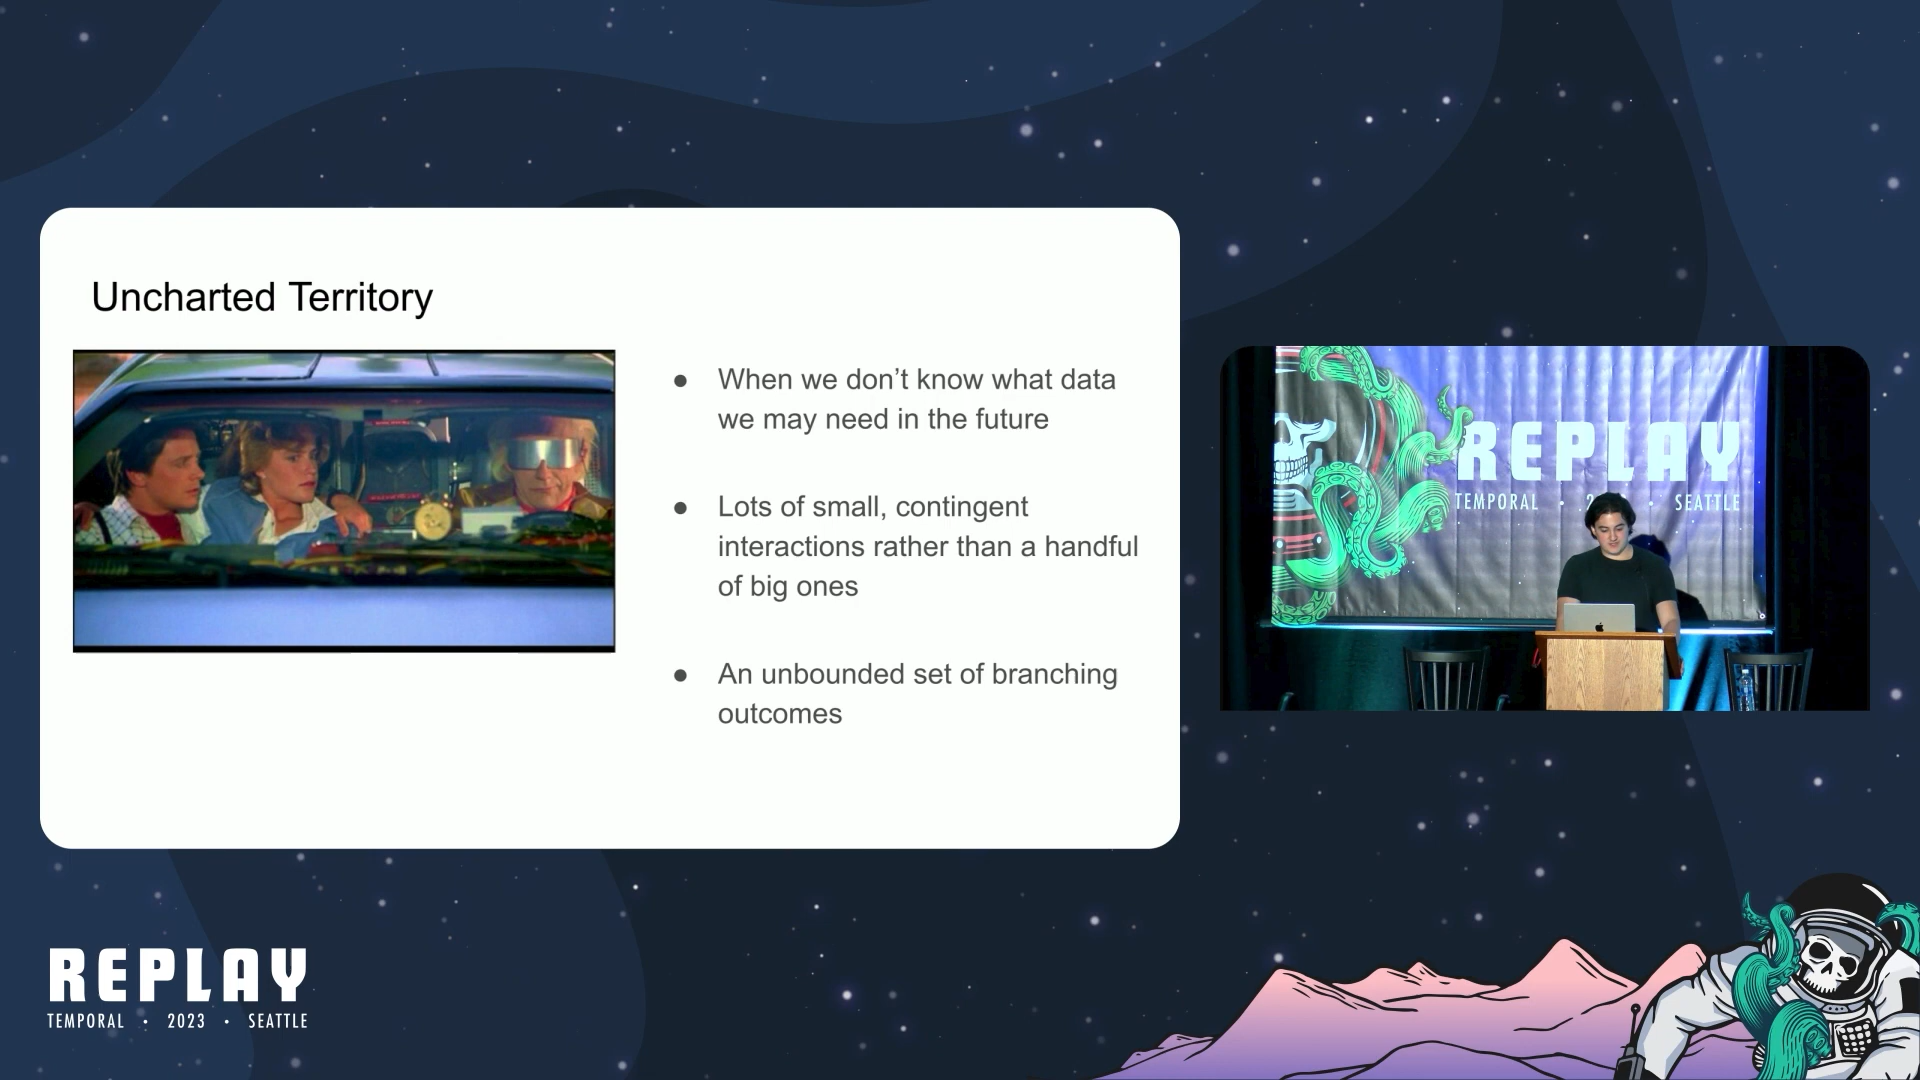 Uncharted Territory
● When we don’t know what data
we may need in the future
● Lots of small, contingent
interactions rather than a handful
of big ones
● An unbounded set of branching
outcomes
REPLAY
TEMPORAL • • SEATTLE
REPLAY
TEMPORAL • 2023 • SEATTLE